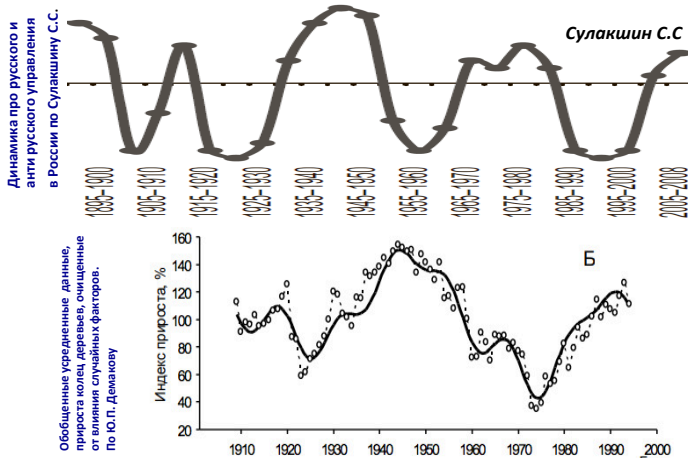 Динамика про русского и
анти русского управления
в России по Сулакшину С.С.
Сулакшин С.С
1895-1900
1905-1910
1915-1920
1925-1930
1935-1940
1945-1950
1955-1960
1965-1970
1975-1980
1985-1990
1995-2000
2005-2008
Обобщенные усредненные данные,
прироста колец деревьев, очищенные
от влияния случайных факторов.
По Ю.П. Демакову
Индекс прироста, %
160
140
120
100
80
60
40
20
Б
1910 1920 1930 1940 1950 1960 1970 1980 1990 2000